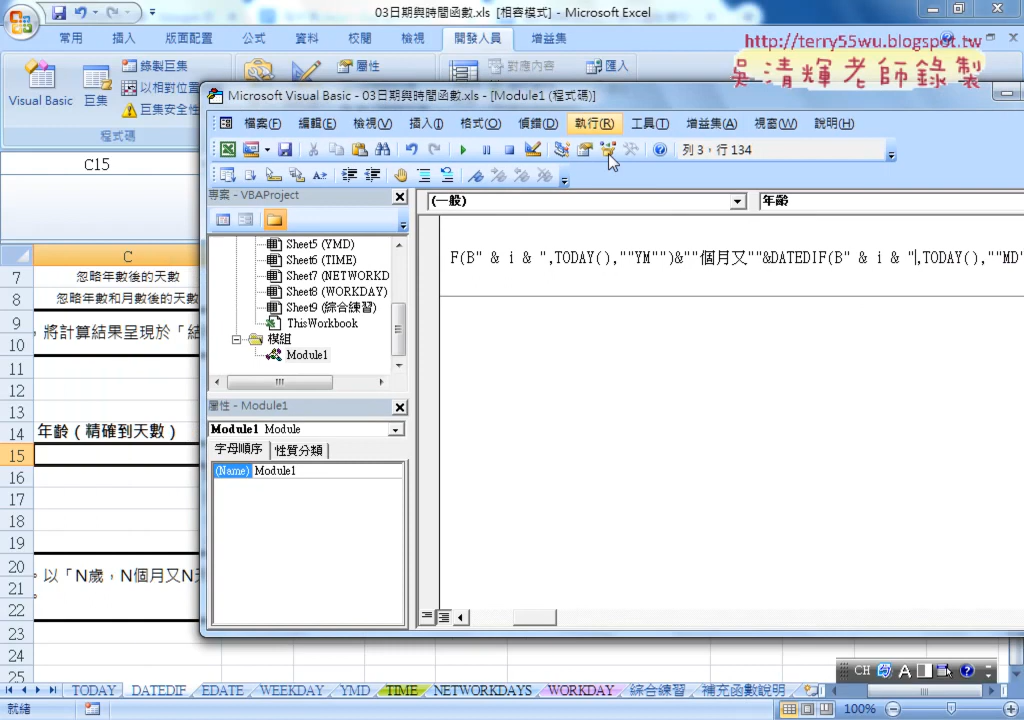 03日期與時間函數.xls [相容模式] - Microsoft Excel
常用 插入 版面配置 公式 資料 校閱 檢視 開發人員 增益集
http://terry55wu.blogspot.tw
吳清輝老師錄製
Visual Basic
巨集
錄製巨集
以相對位置
巨集安全性
程式碼
屬性
對應內容
匯入
Microsoft Visual Basic - 03日期與時間函數.xls - [Module1 (程式碼)]
檔案(F) 編輯(E) 檢視(V) 插入(I) 格式(O) 偵錯(D) 執行(R) 工具(T) 增益集(A) 視窗(W) 說明(H)
列 3，行 134
C15
專案 - VBAProject
(一般)
年齡
Sheet5 (YMD)
Sheet6 (TIME)
Sheet7 (NETWORKD
Sheet8 (WORKDAY)
Sheet9 (綜合練習)
ThisWorkbook
模組
Module1
F(B" & i & ",TODAY(),""YM"")&""個月又""&DATEDIF(B" & i & ",TODAY(),""MD"
屬性 - Module1
Module1 Module
字母順序 性質分類
(Name) Module1
C
7 忽略年數後的天數
8 忽略年數和月數後的天數
9
，將計算結果呈現於「結
10
11
12
13
14 年齡（精確到天數）
15
16
17
18
19
20
。以「N歲，N個月又N天
21
22
23
24
25
CH
TODAY DATEDIF EDATE WEEKDAY YMD TIME NETWORKDAYS WORKDAY 綜合練習 補充函數說明
就緒
100%